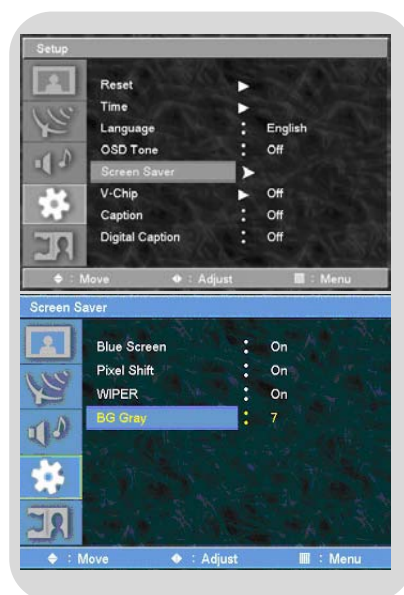 Setup
Reset
Time
Language : English
OSD Tone : Off
Screen Saver
V-Chip Off
Caption : Off
Digital Caption : Off
: Move : Adjust : Menu
Screen Saver
Blue Screen : On
Pixel Shift : On
WIPER : On
BG Gray : 7
: Move : Adjust : Menu